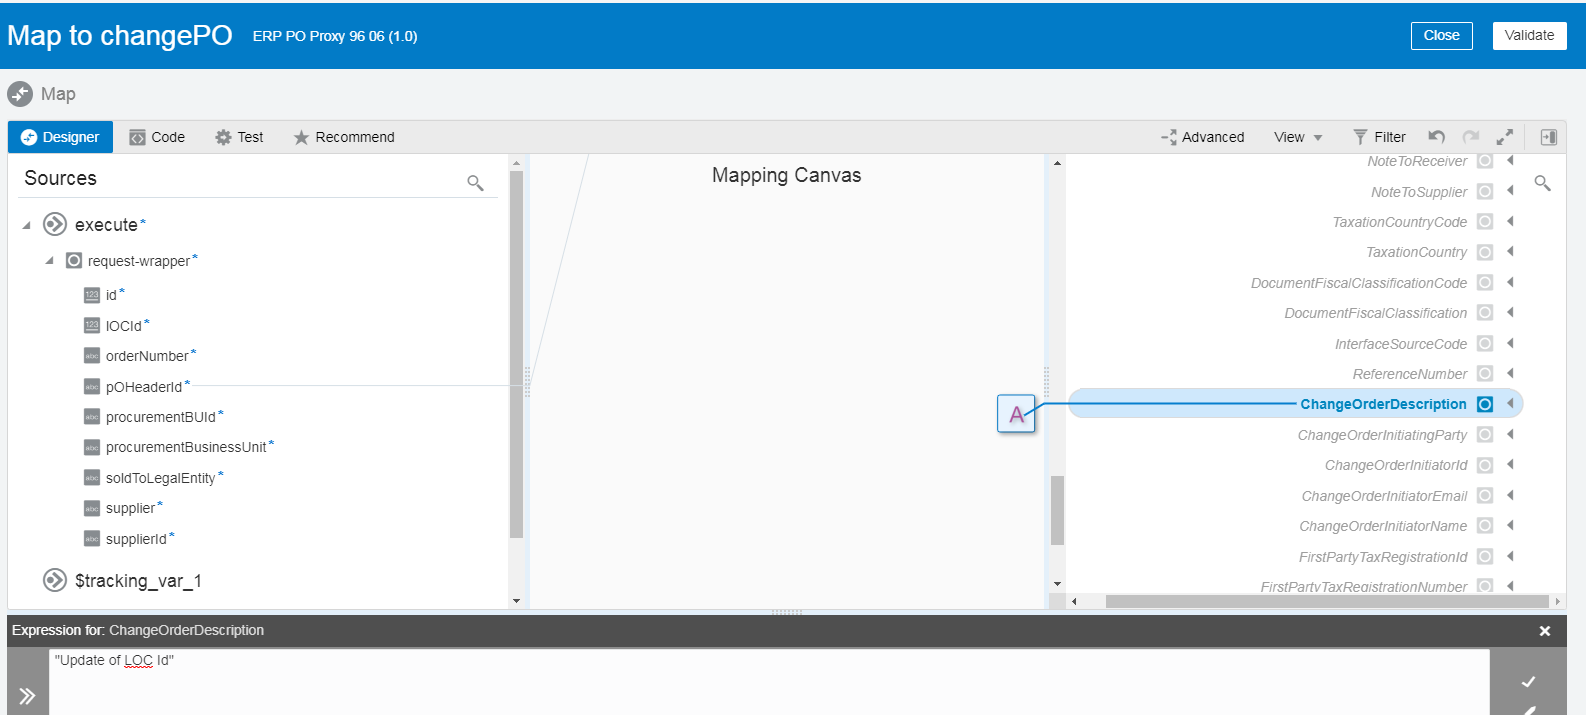 Map to changePO ERP PO Proxy 96 06 (1.0) Close Validate
Map
Designer Code Test Recommend Advanced View Filter
Sources
execute*
request-wrapper*
123 id*
123 lOCId*
abc orderNumber*
abc pOHeaderId*
abc procurementBUId*
abc procurementBusinessUnit*
abc soldToLegalEntity*
abc supplier*
abc supplierId*
$tracking_var_1
Mapping Canvas
A
NoteToReceiver
NoteToSupplier
TaxationCountryCode
TaxationCountry
DocumentFiscalClassificationCode
DocumentFiscalClassification
InterfaceSourceCode
ReferenceNumber
ChangeOrderDescription
ChangeOrderInitiatingParty
ChangeOrderInitiatorId
ChangeOrderInitiatorEmail
ChangeOrderInitiatorName
FirstPartyTaxRegistrationId
FirstPartyTaxRegistrationNumber
Expression for: ChangeOrderDescription
"Update of LOC Id"